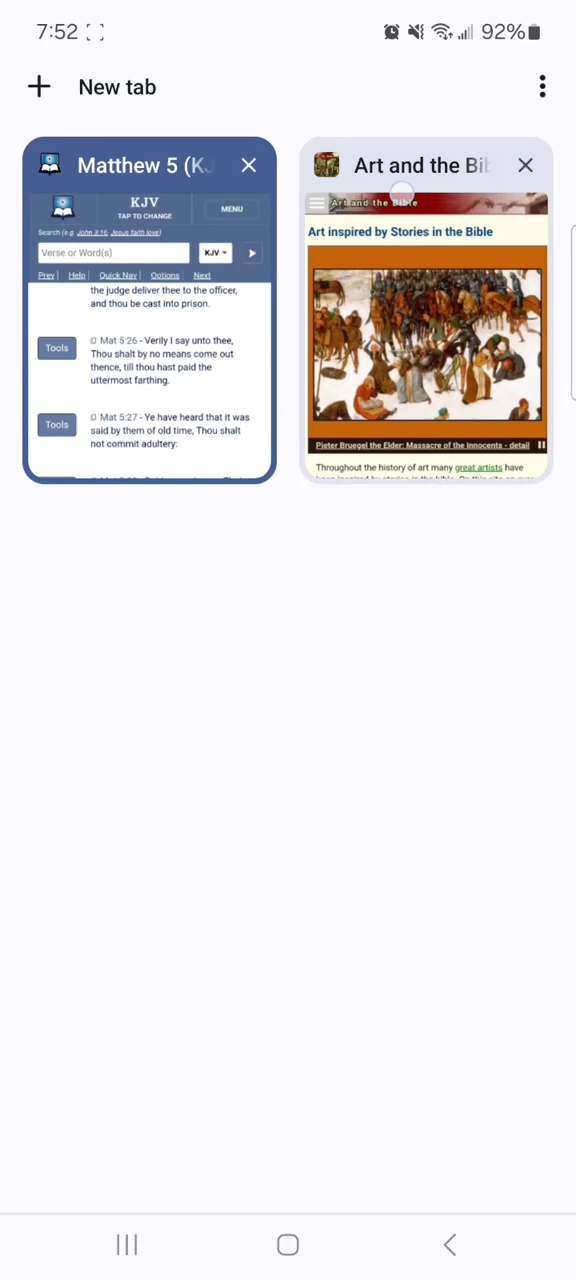 7:52
92%
New tab
Matthew 5 (KJ
KJV
TAP TO CHANGE
MENU
Search (e.g. John 3:16, Jesus faith love)
Verse or Word(s)
KJV
Prev | Help | Quick Nav | Options | Next
the judge deliver thee to the officer,
and thou be cast into prison.
Tools
Mat 5:26 - Verily I say unto thee,
Thou shalt by no means come out
thence, till thou hast paid the
uttermost farthing.
Tools
Mat 5:27 - Ye have heard that it was
said by them of old time, Thou shalt
not commit adultery:
Art and the Bib
Art and the Bible
Art inspired by Stories in the Bible
Pieter Bruegel the Elder: Massacre of the Innocents - detail
Throughout the history of art many great artists have